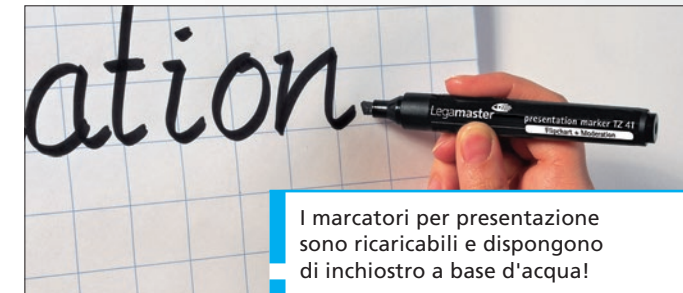 ation
Legamaster
presentation marker TZ 41
Flipchart + Moderation
I marcatori per presentazione
sono ricaricabili e dispongono
di inchiostro a base d'acqua!